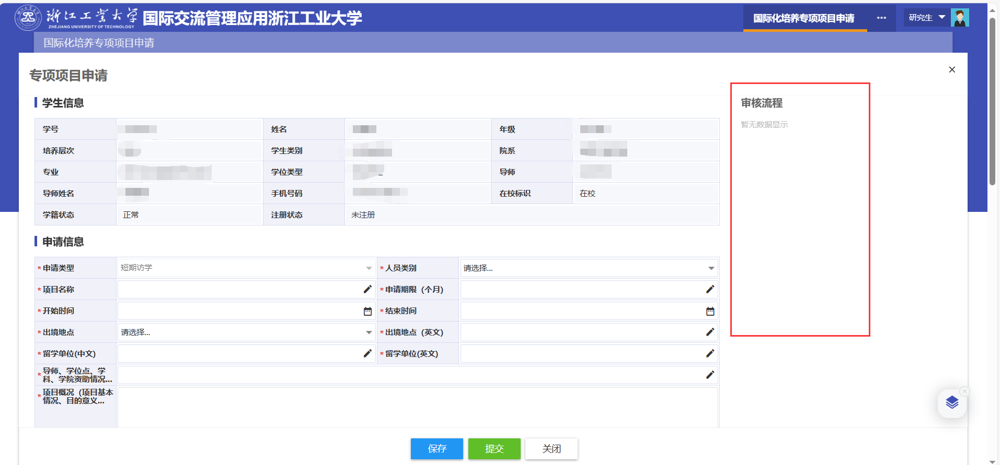 浙江工业大学
ZHEJIANG UNIVERSITY OF TECHNOLOGY
国际交流管理应用浙江工业大学
国际化培养专项项目申请
···
研究生
国际化培养专项项目申请
专项项目申请
×
学生信息
学号
姓名
年级
培养层次
学生类别
院系
专业
学位类型
导师
导师姓名
手机号码
在校标识 在校
学籍状态 正常
注册状态 未注册
申请信息
*申请类型 短期访学
*人员类别 请选择...
*项目名称
*申请期限（个月）
*开始时间
*结束时间
*出境地点 请选择...
*出境地点（英文）
*留学单位(中文)
*留学单位(英文)
*导师、学位点、学
科、学院资助情况...
*项目概况（项目基本
情况、目的意义...
审核流程
暂无数据显示
保存
提交
关闭